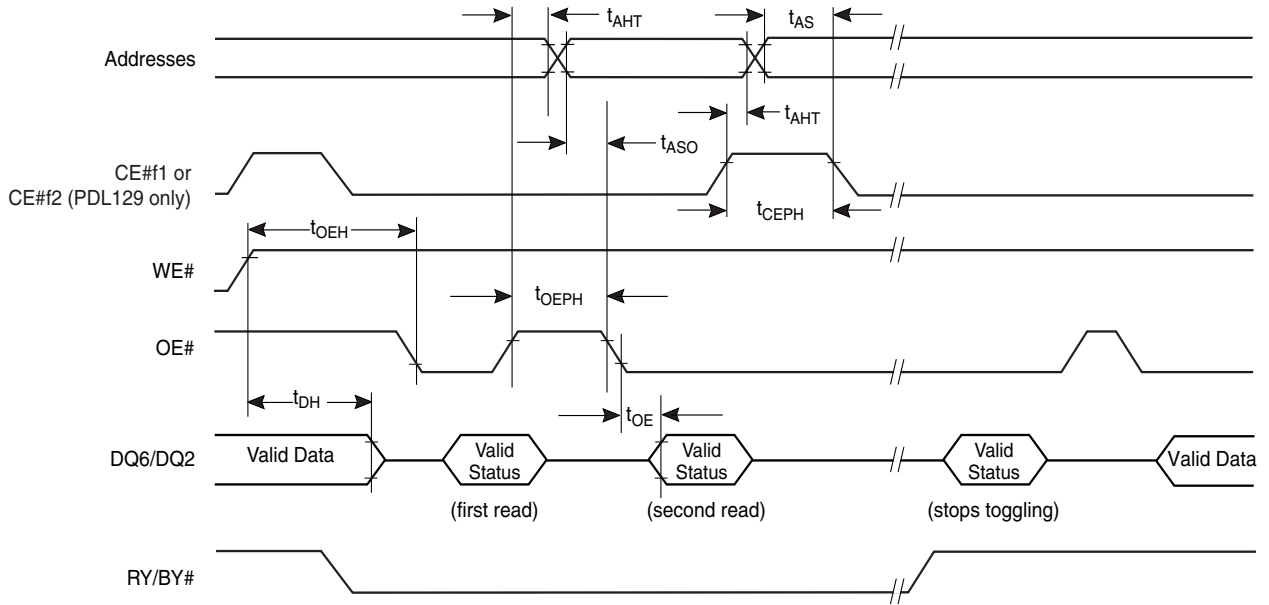 tAHT
tAS
Addresses
tAHT
tASO
CE#f1 or
CE#f2 (PDL129 only)
tCEPH
tOEH
WE#
tOEPH
OE#
tDH
tOE
DQ6/DQ2
Valid Data
Valid
Status
Valid
Status
Valid
Status
Valid Data
(first read)
(second read)
(stops toggling)
RY/BY#